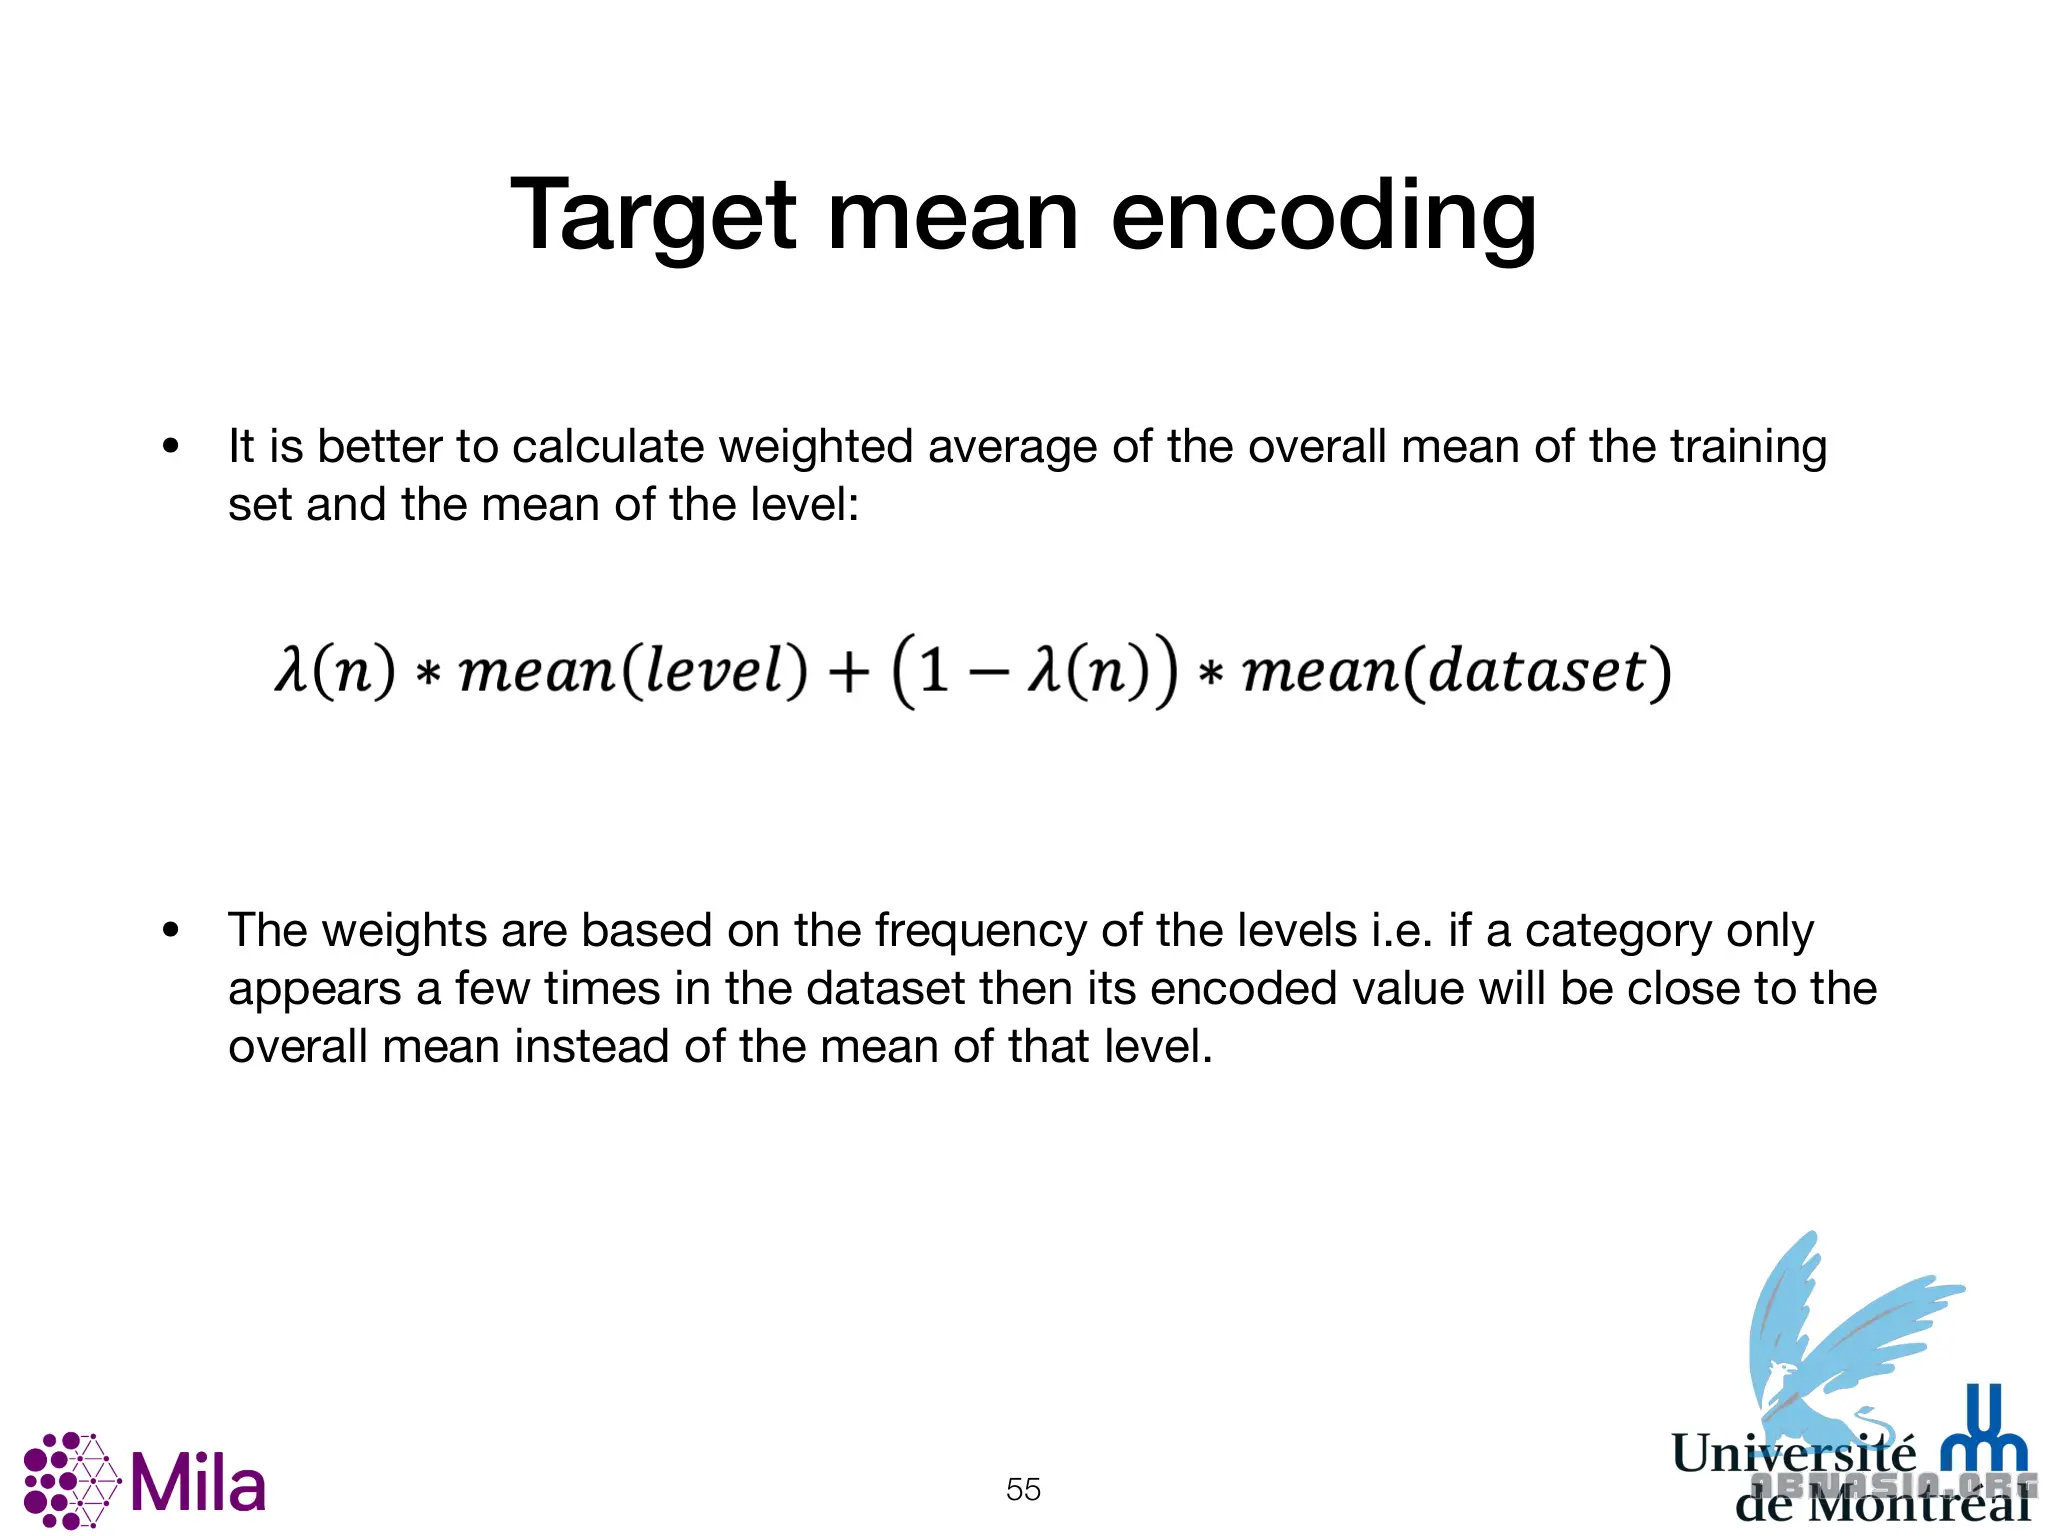 Target mean encoding
• It is better to calculate weighted average of the overall mean of the training
set and the mean of the level:
λ(n) ∗ mean(level) + (1 − λ(n)) ∗ mean(dataset)
• The weights are based on the frequency of the levels i.e. if a category only
appears a few times in the dataset then its encoded value will be close to the
overall mean instead of the mean of that level.
Mila
55
Université
de Montréal
ABNASIA.ORG